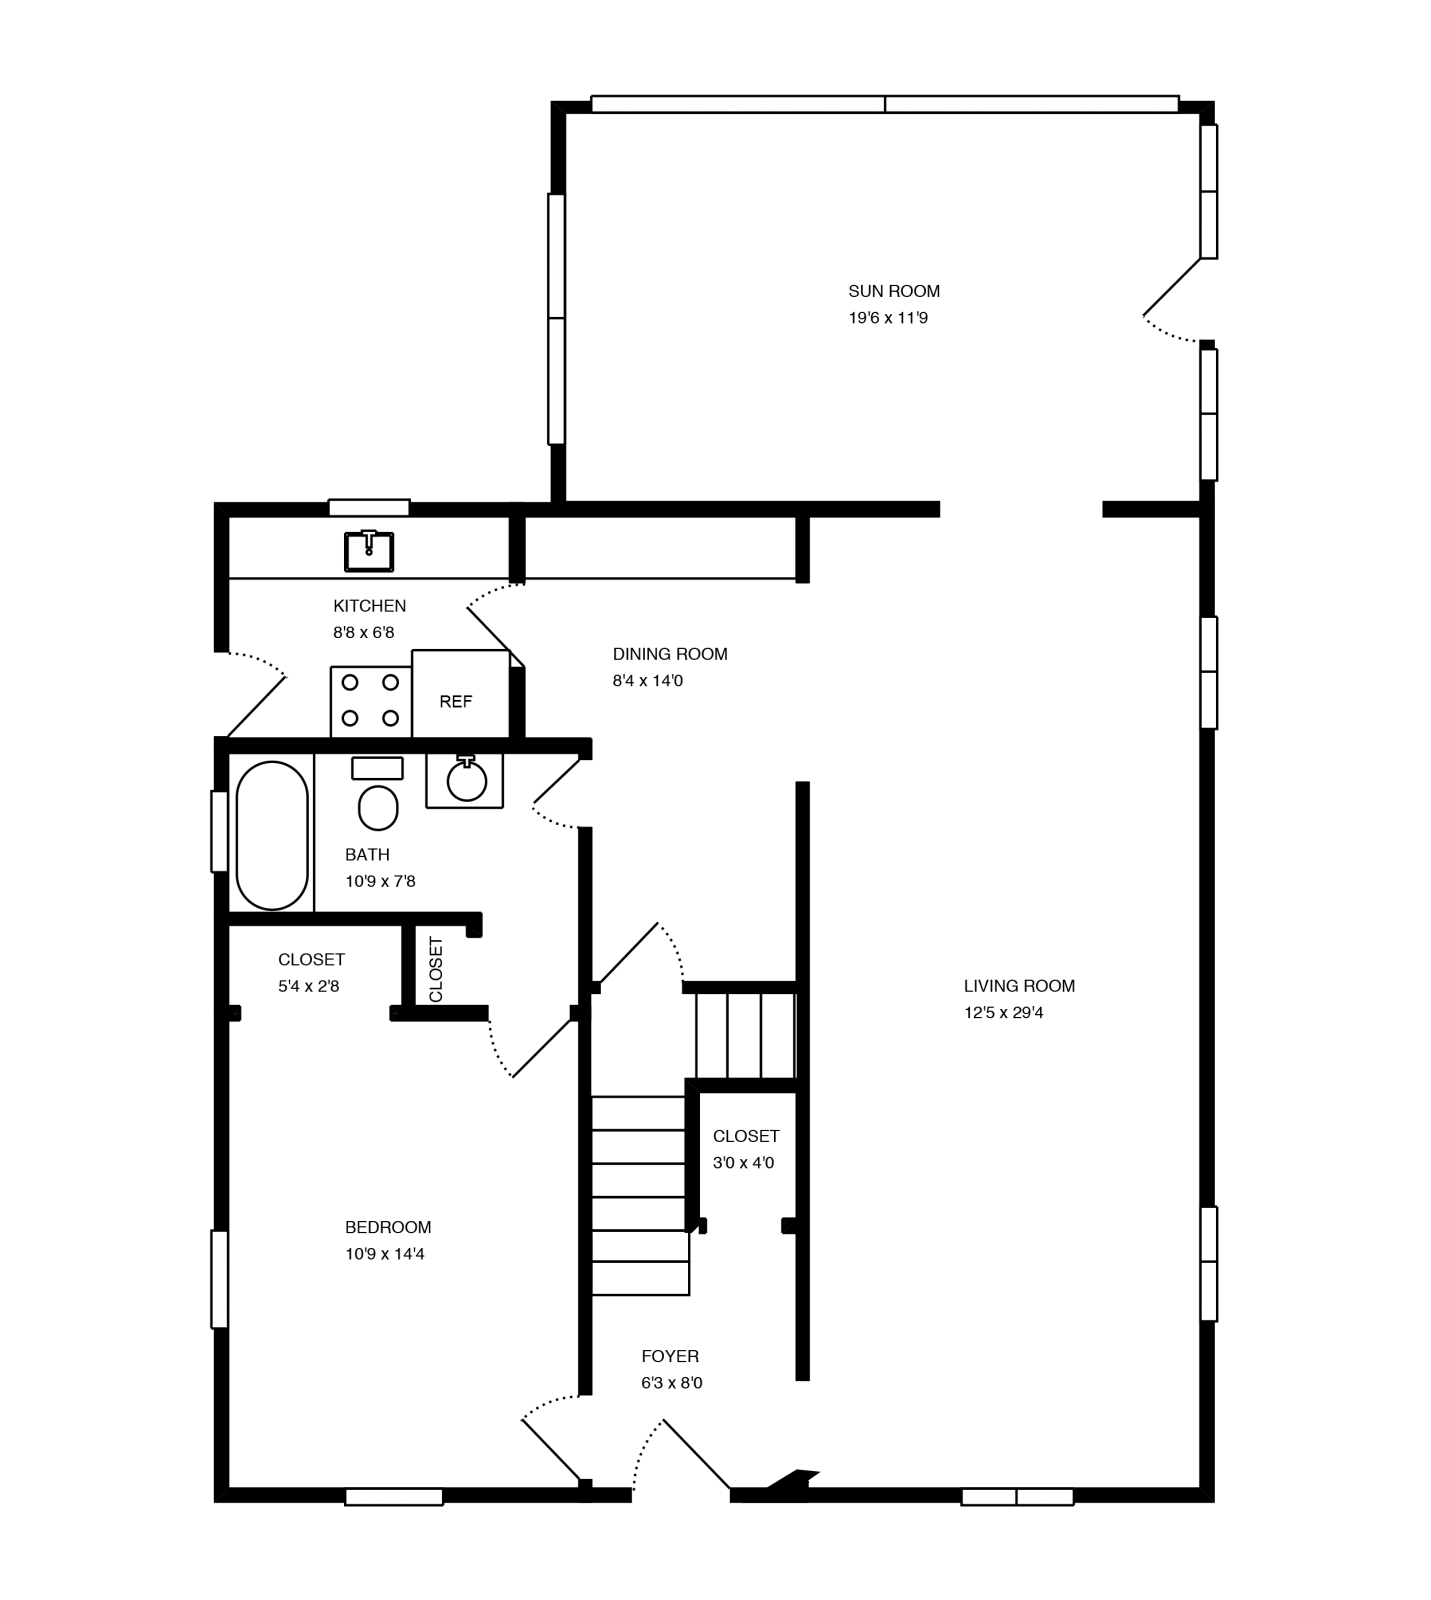 SUN ROOM
19'6 x 11'9
KITCHEN
8'8 x 6'8
DINING ROOM
8'4 x 14'0
REF
BATH
10'9 x 7'8
CLOSET
5'4 x 2'8
CLOSET
LIVING ROOM
12'5 x 29'4
CLOSET
3'0 x 4'0
BEDROOM
10'9 x 14'4
FOYER
6'3 x 8'0